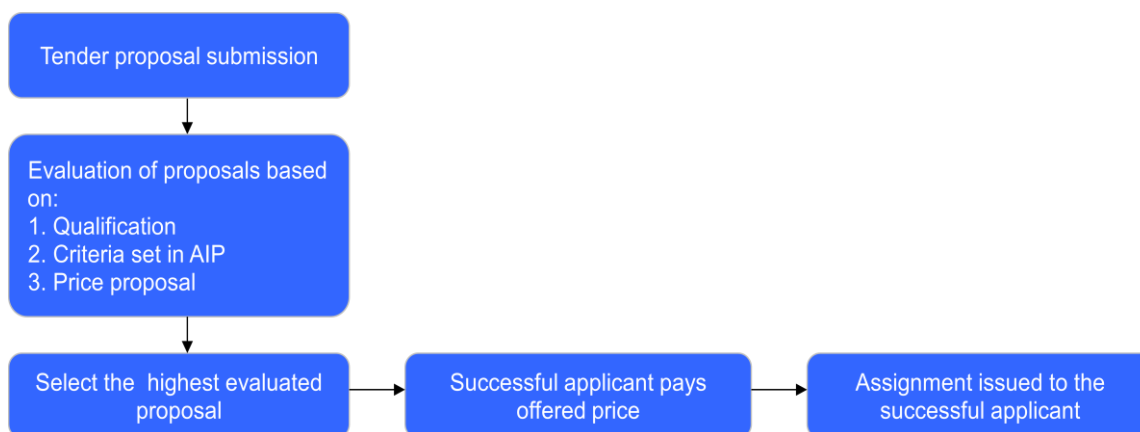 Tender proposal submission
Evaluation of proposals based
on:
1. Qualification
2. Criteria set in AIP
3. Price proposal
Select the highest evaluated
proposal
Successful applicant pays
offered price
Assignment issued to the
successful applicant